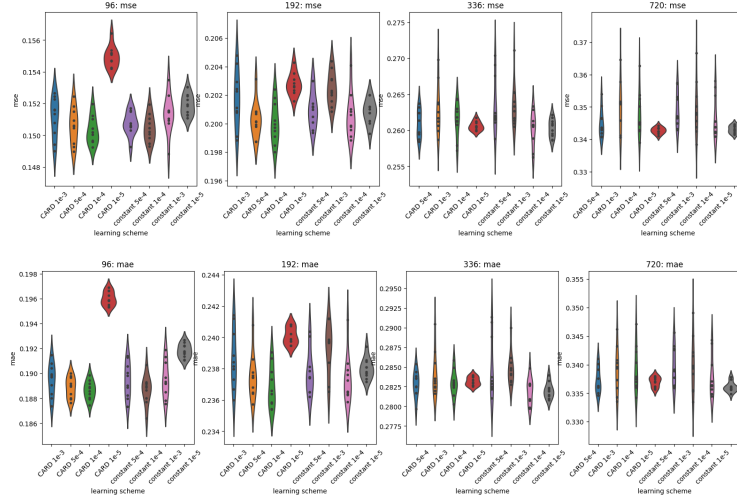 96: mse
192: mse
336: mse
720: mse
mse
0.156
0.154
0.152
0.150
0.148
mse
0.206
0.204
0.202
0.200
0.198
0.196
mse
0.275
0.270
0.265
0.260
0.255
mse
0.37
0.36
0.35
0.34
0.33
CARD 1e-3
CARD 5e-4
CARD 1e-4
CARD 1e-5
constant 5e-4
constant 1e-4
constant 1e-3
constant 1e-5
learning scheme
CARD 1e-3
CARD 5e-4
CARD 1e-4
CARD 1e-5
constant 5e-4
constant 1e-3
constant 1e-4
constant 1e-5
learning scheme
CARD 5e-4
CARD 1e-3
CARD 1e-4
CARD 1e-5
constant 5e-4
constant 1e-3
constant 1e-4
constant 1e-5
learning scheme
CARD 5e-4
CARD 1e-3
CARD 1e-4
CARD 1e-5
constant 5e-4
constant 1e-3
constant 1e-4
constant 1e-5
learning scheme
96: mae
192: mae
336: mae
720: mae
mae
0.198
0.196
0.194
0.192
0.190
0.188
0.186
mae
0.244
0.242
0.240
0.238
0.236
0.234
mae
0.2950
0.2925
0.2900
0.2875
0.2850
0.2825
0.2800
0.2775
mae
0.355
0.350
0.345
0.340
0.335
0.330
CARD 1e-3
CARD 5e-4
CARD 1e-4
CARD 1e-5
constant 5e-4
constant 1e-4
constant 1e-3
constant 1e-5
learning scheme
CARD 1e-3
CARD 5e-4
CARD 1e-4
CARD 1e-5
constant 5e-4
constant 1e-3
constant 1e-4
constant 1e-5
learning scheme
CARD 5e-4
CARD 1e-3
CARD 1e-4
CARD 1e-5
constant 5e-4
constant 1e-3
constant 1e-4
constant 1e-5
learning scheme
CARD 5e-4
CARD 1e-3
CARD 1e-4
CARD 1e-5
constant 5e-4
constant 1e-3
constant 1e-4
constant 1e-5
learning scheme